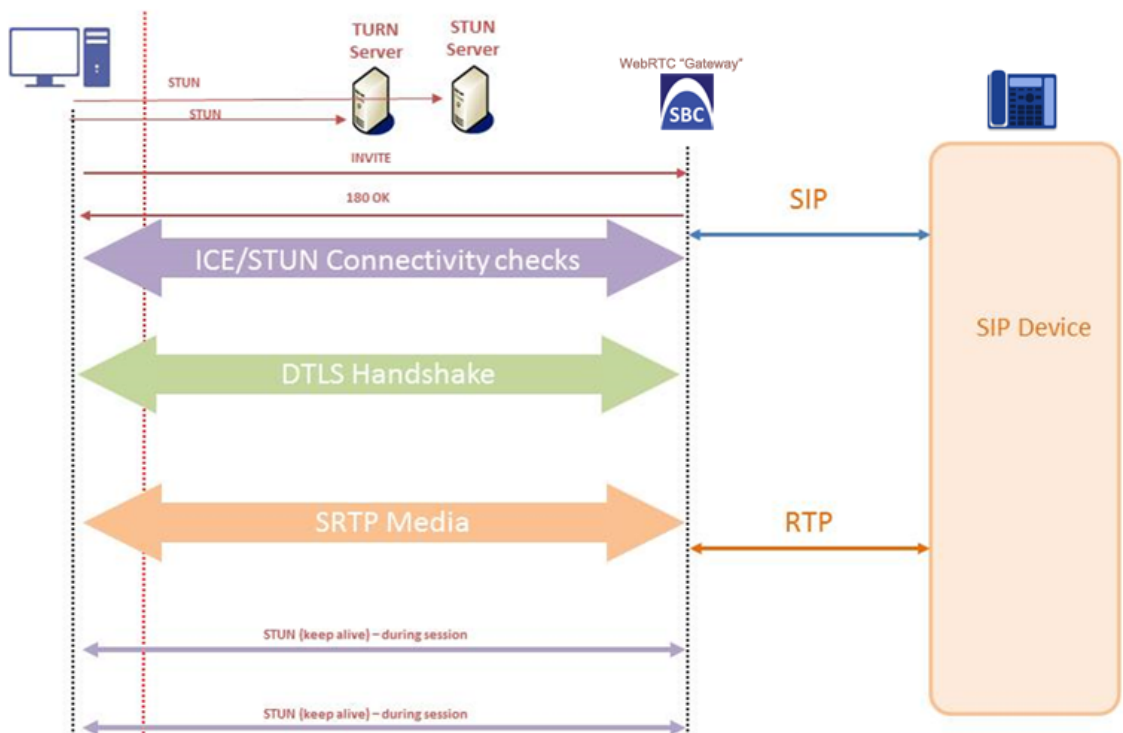 TURN
Server
STUN
Server
WebRTC "Gateway"
SBC
STUN
STUN
INVITE
180 OK
SIP
ICE/STUN Connectivity checks
SIP Device
DTLS Handshake
SRTP Media
RTP
STUN (keep alive) – during session
STUN (keep alive) – during session